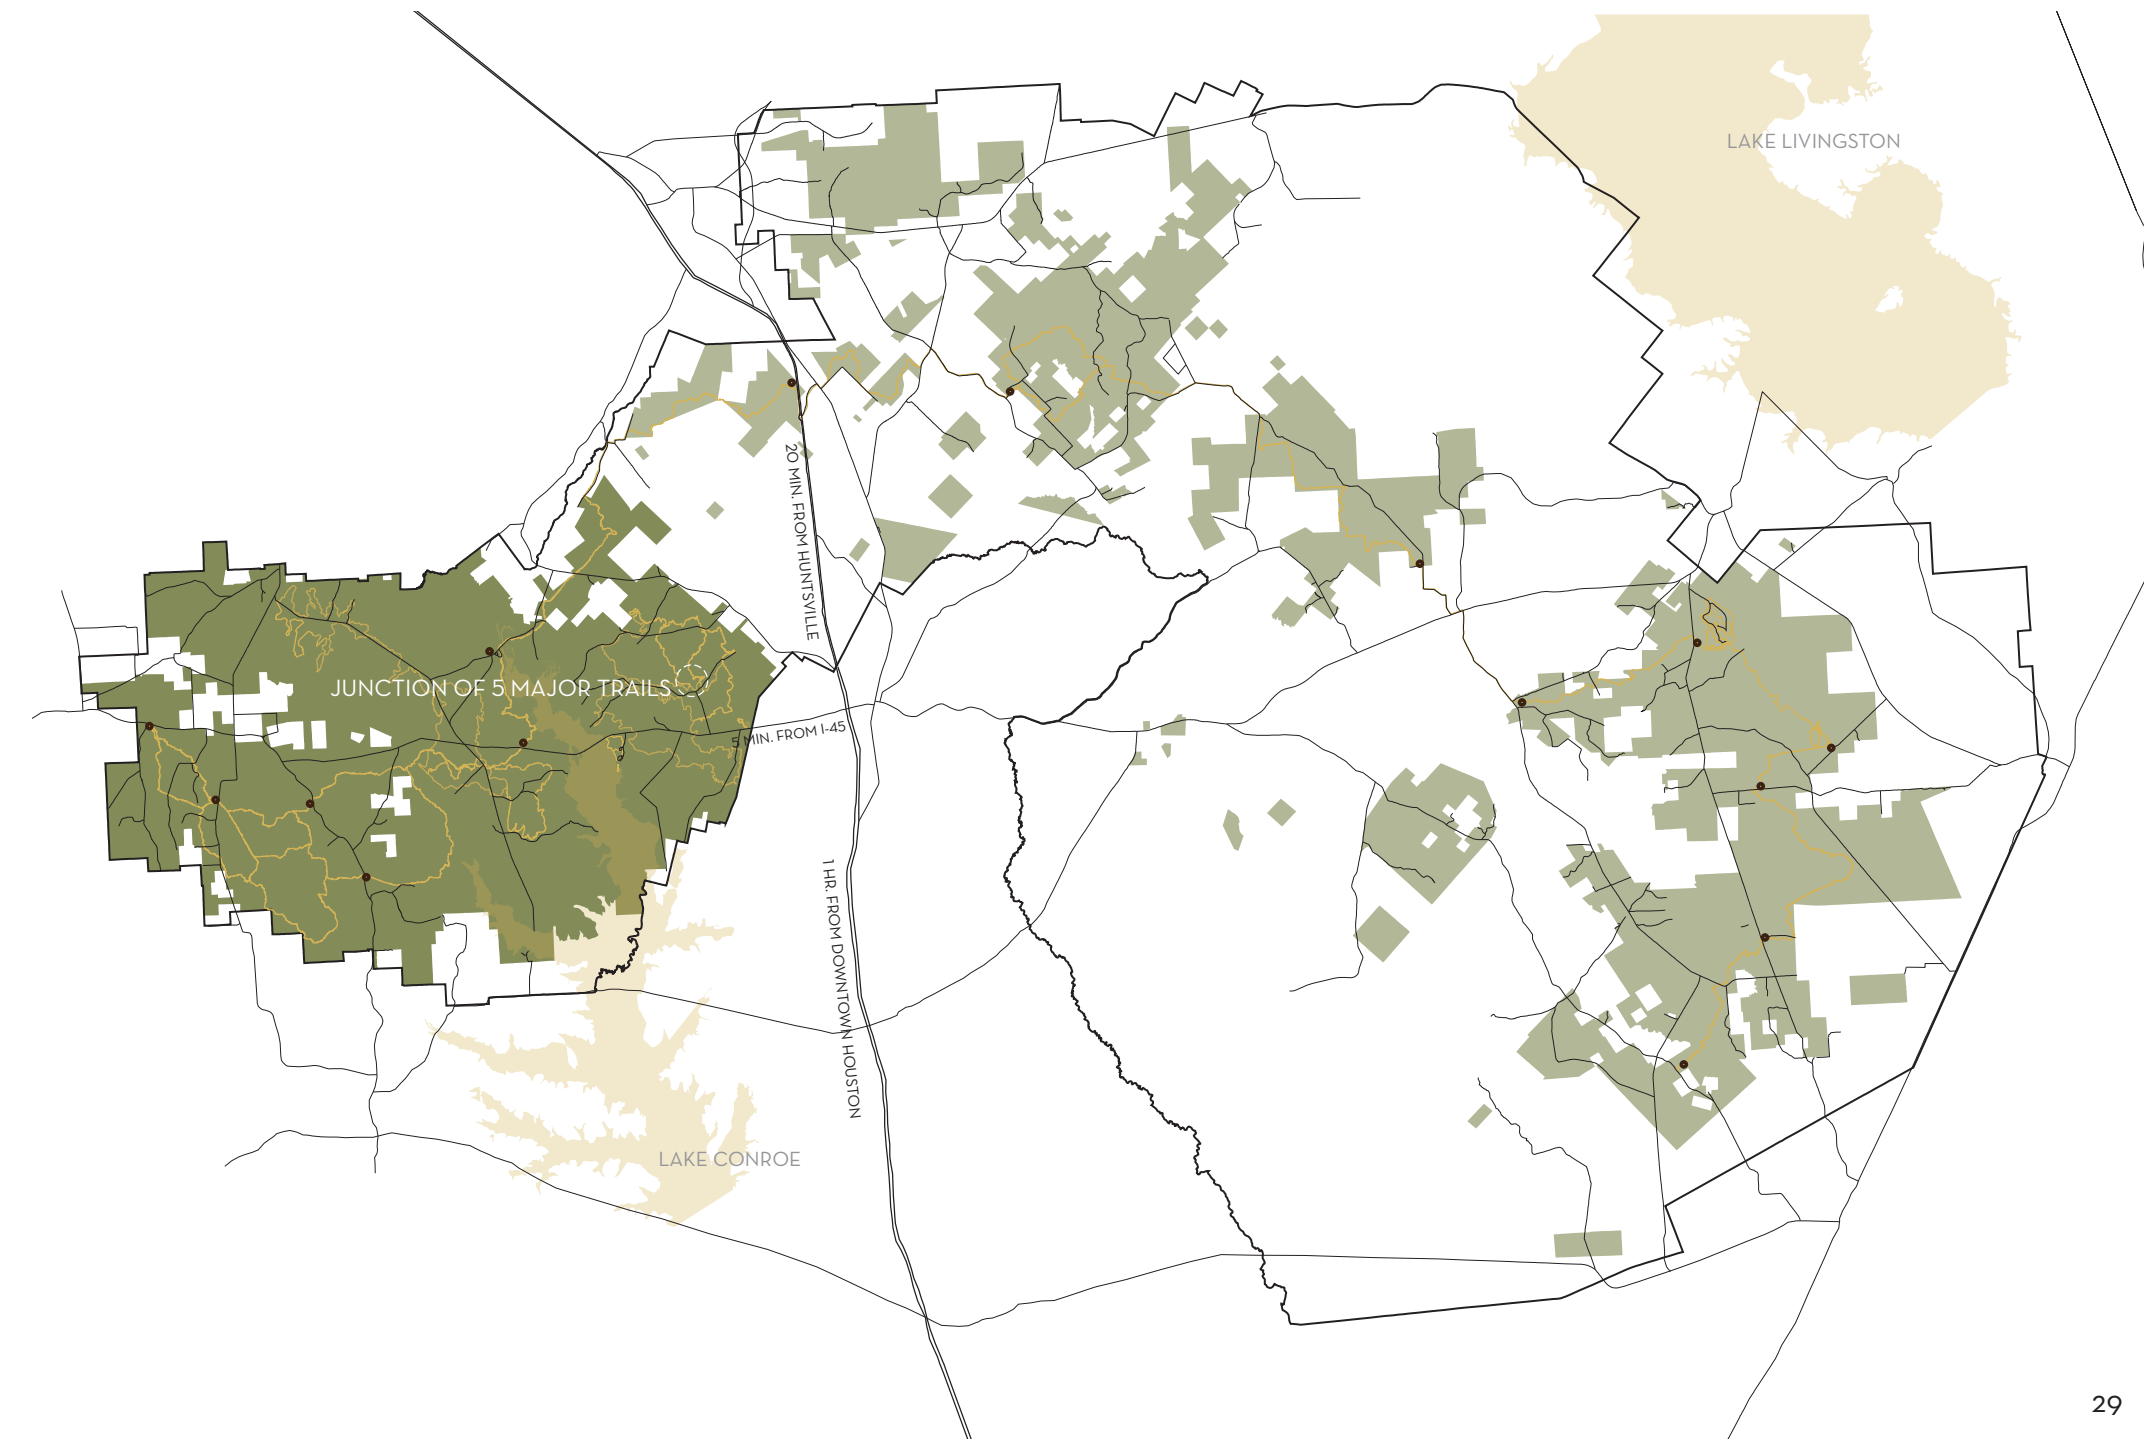 LAKE LIVINGSTON
20 MIN. FROM HUNTSVILLE
JUNCTION OF 5 MAJOR TRAILS
5 MIN. FROM I-45
1 HR. FROM DOWNTOWN HOUSTON
LAKE CONROE
29